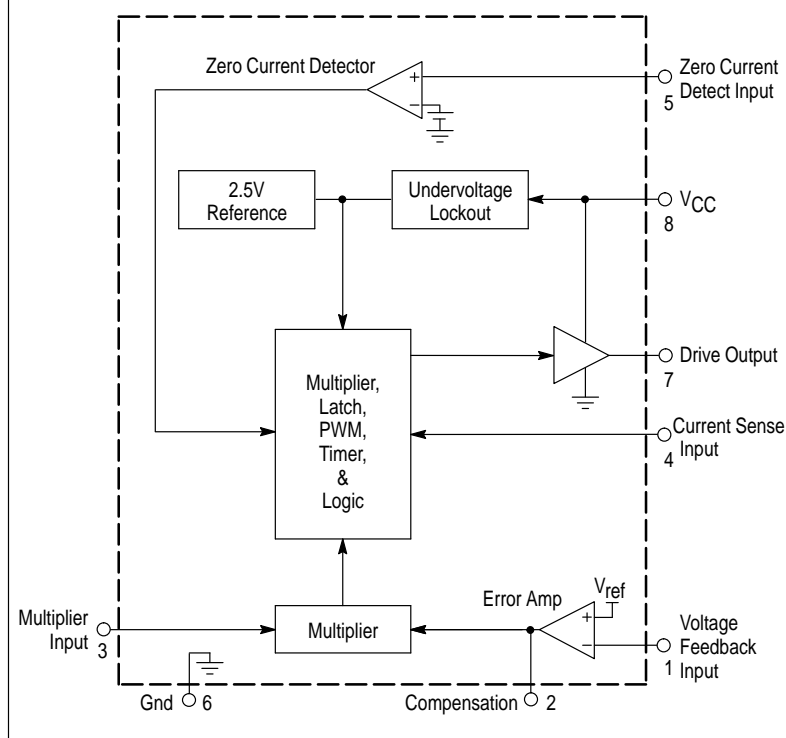 Zero Current Detector
+
−
Zero Current
Detect Input
5
2.5V
Reference
Undervoltage
Lockout
VCC
8
Multiplier,
Latch,
PWM,
Timer,
&
Logic
Drive Output
7
Current Sense
Input
4
Multiplier
Input
3
Multiplier
Error Amp
Vref
+
−
Voltage
Feedback
Input
1
Gnd
6
Compensation
2